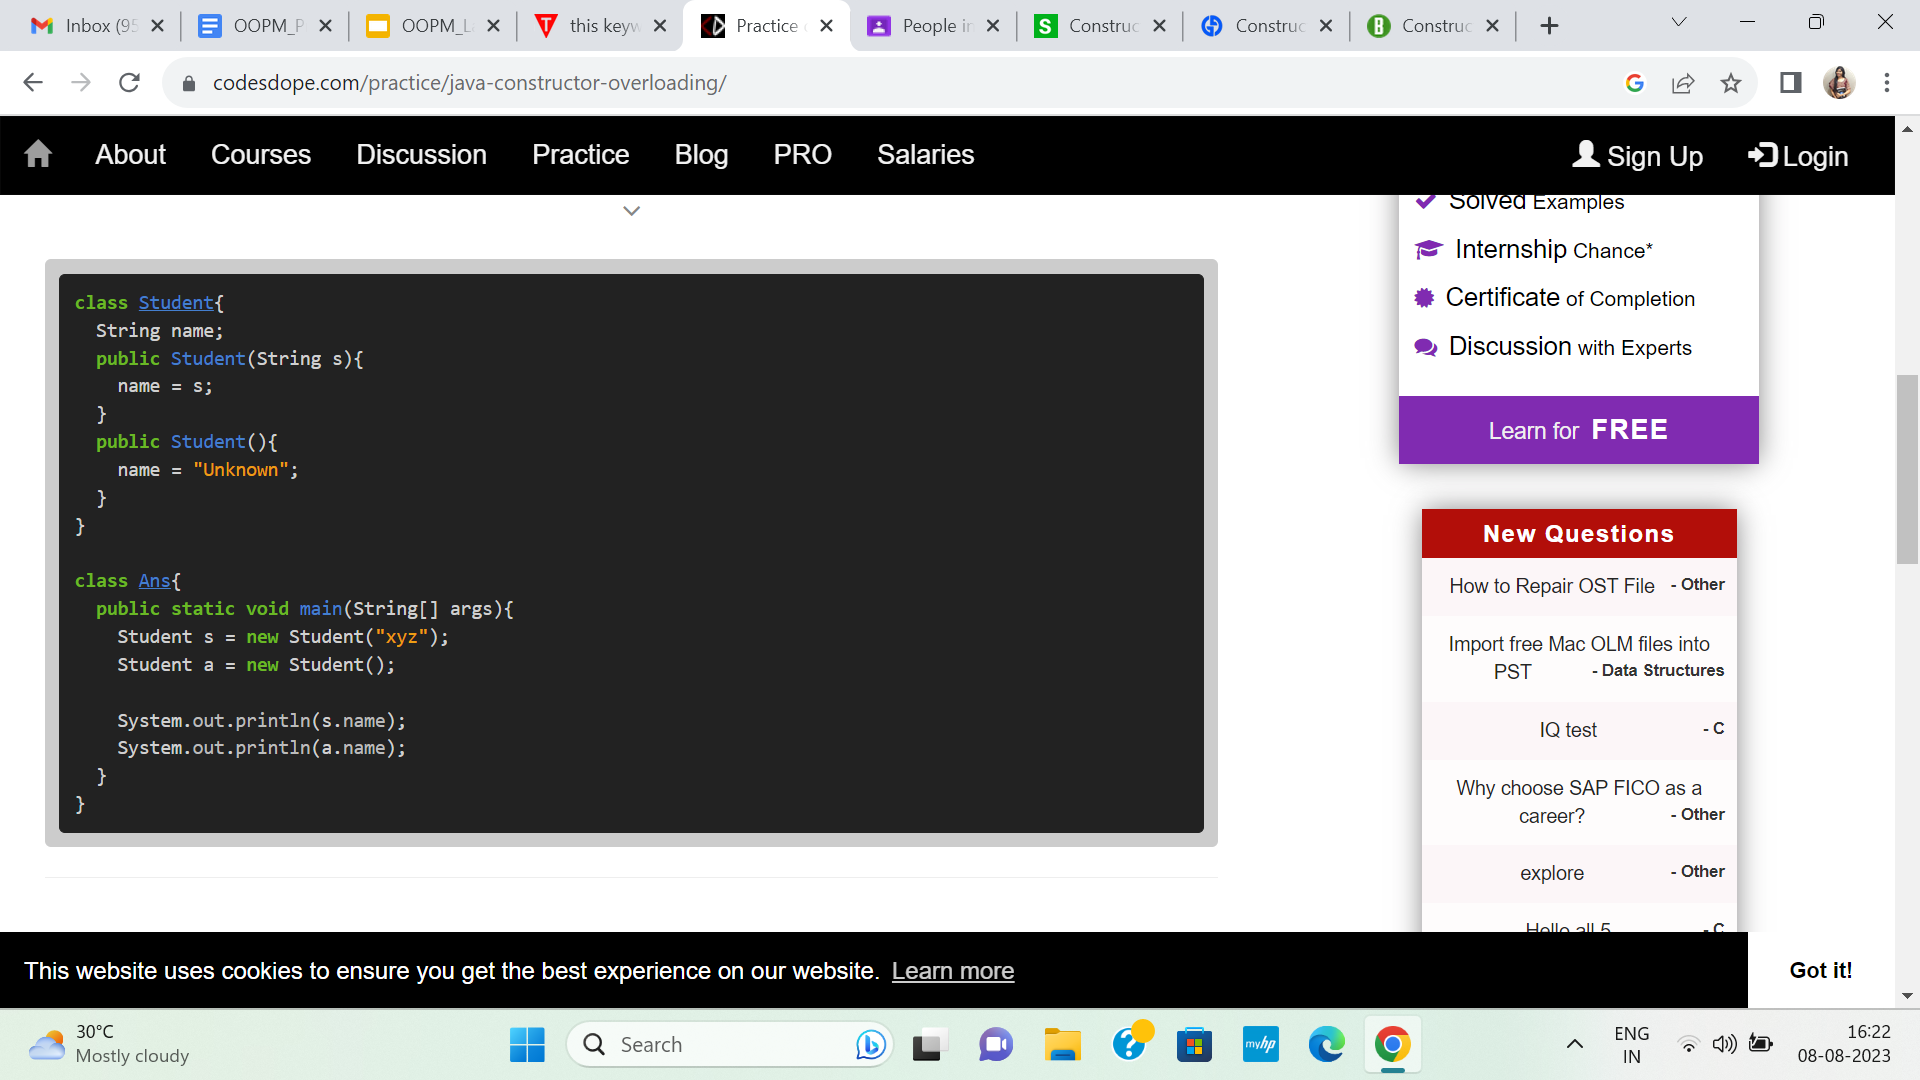 Inbox (95
OOPM_P
OOPM_L
this keyw
Practice
People in
Construc
Construc
Construc
codesdope.com/practice/java-constructor-overloading/
About Courses Discussion Practice Blog PRO Salaries Sign Up Login
Solved Examples
Internship Chance*
Certificate of Completion
Discussion with Experts
Learn for FREE
class Student{
  String name;
  public Student(String s){
    name = s;
  }
  public Student(){
    name = "Unknown";
  }
}
class Ans{
  public static void main(String[] args){
    Student s = new Student("xyz");
    Student a = new Student();
    System.out.println(s.name);
    System.out.println(a.name);
  }
}
New Questions
How to Repair OST File - Other
Import free Mac OLM files into
PST - Data Structures
IQ test - C
Why choose SAP FICO as a
career? - Other
explore - Other
Hello all 5 - C
This website uses cookies to ensure you get the best experience on our website. Learn more
Got it!
30°C
Mostly cloudy
Search
myhp
ENG
IN
16:22
08-08-2023